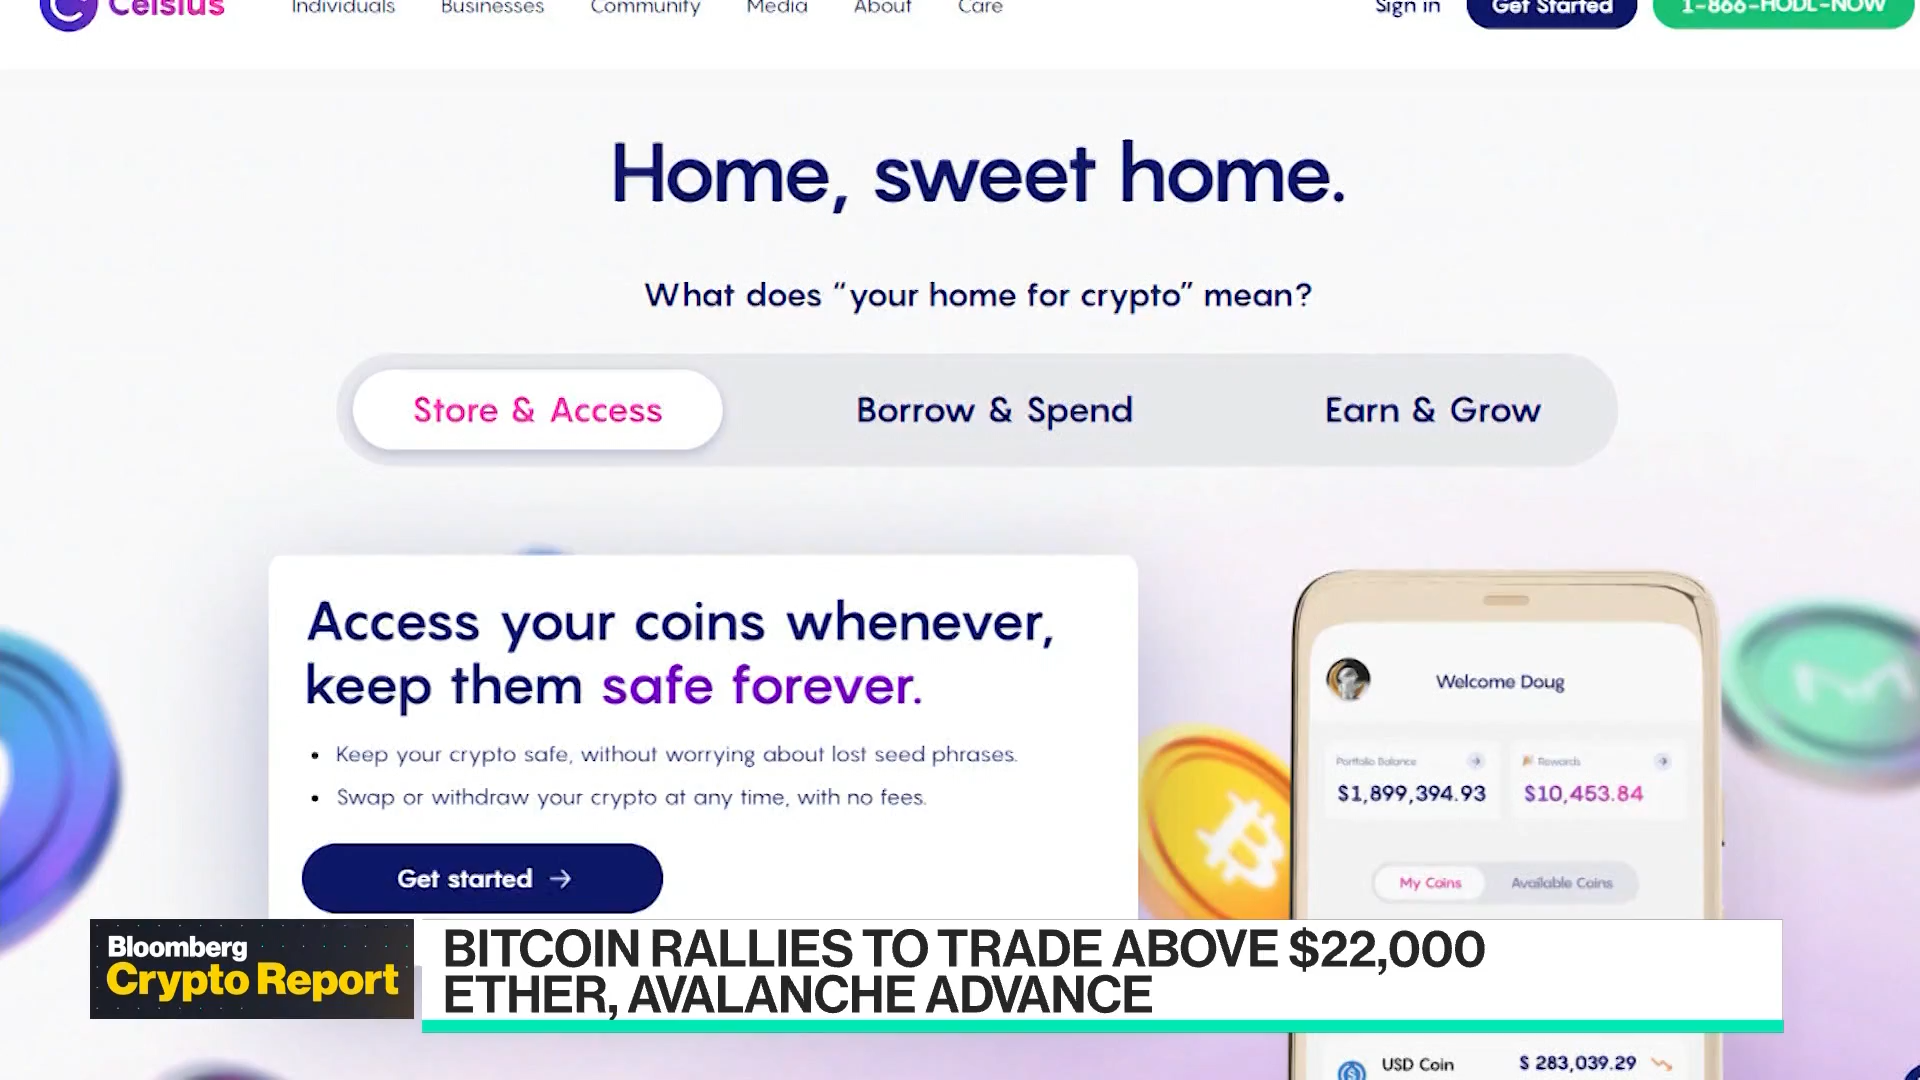 Celsius
Individuals
Businesses
Community
Media
About
Care
Sign in
Get Started
1-866-HODL-NOW
Home, sweet home.
What does “your home for crypto” mean?
Store & Access
Borrow & Spend
Earn & Grow
Access your coins whenever,
keep them safe forever.
• Keep your crypto safe, without worrying about lost seed phrases.
• Swap or withdraw your crypto at any time, with no fees.
Get started →
Welcome Doug
Portfolio Balance
$1,899,394.93
Rewards
$10,453.84
My Coins
Available Coins
USD Coin
$ 283,039.29
Bloomberg
Crypto Report
BITCOIN RALLIES TO TRADE ABOVE $22,000
ETHER, AVALANCHE ADVANCE